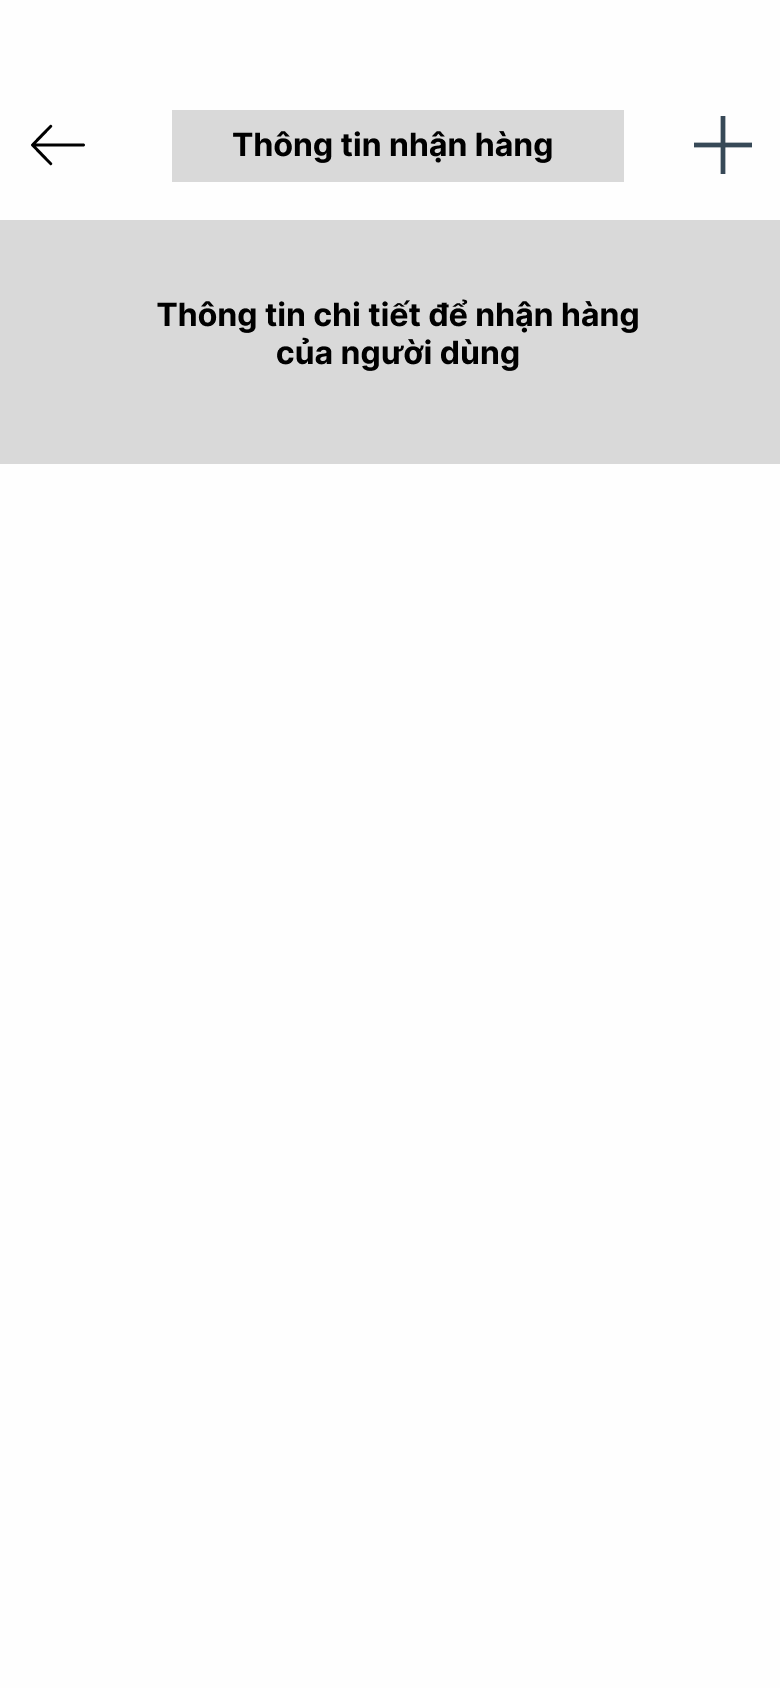 Thông tin nhận hàng
Thông tin chi tiết để nhận hàng
của người dùng